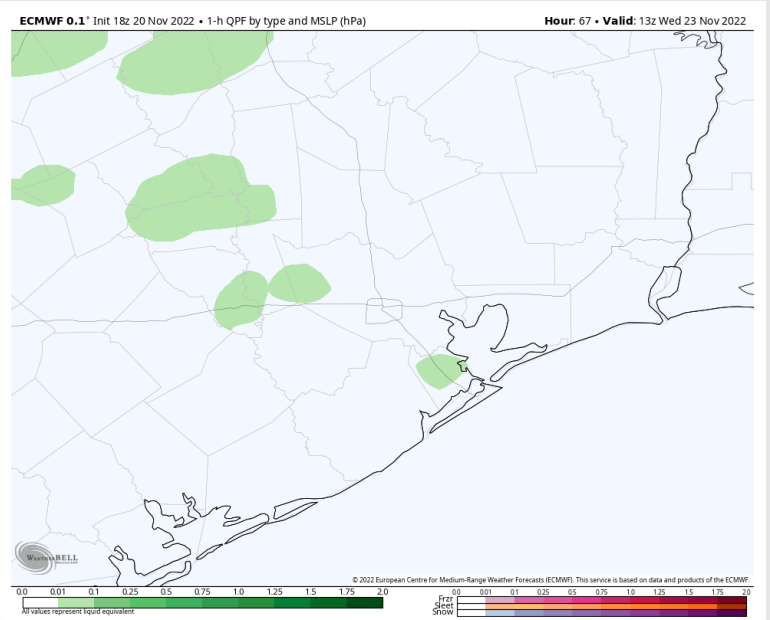 ECMWF 0.1° Init 18z 20 Nov 2022 • 1-h QPF by type and MSLP (hPa)
Hour: 67 • Valid: 13z Wed 23 Nov 2022
WeatherBELL
© 2022 European Centre for Medium-Range Weather Forecasts (ECMWF). This service is based on data and products of the ECMWF.
0.0 0.01 0.1 0.25 0.5 0.75 1.0 1.25 1.5 1.75 2.0
All values represent liquid equivalent
0.0 0.01 0.1 0.25 0.5 0.75 1.0 1.25 1.5 1.75 2.0
Frzr
Sleet
Snow